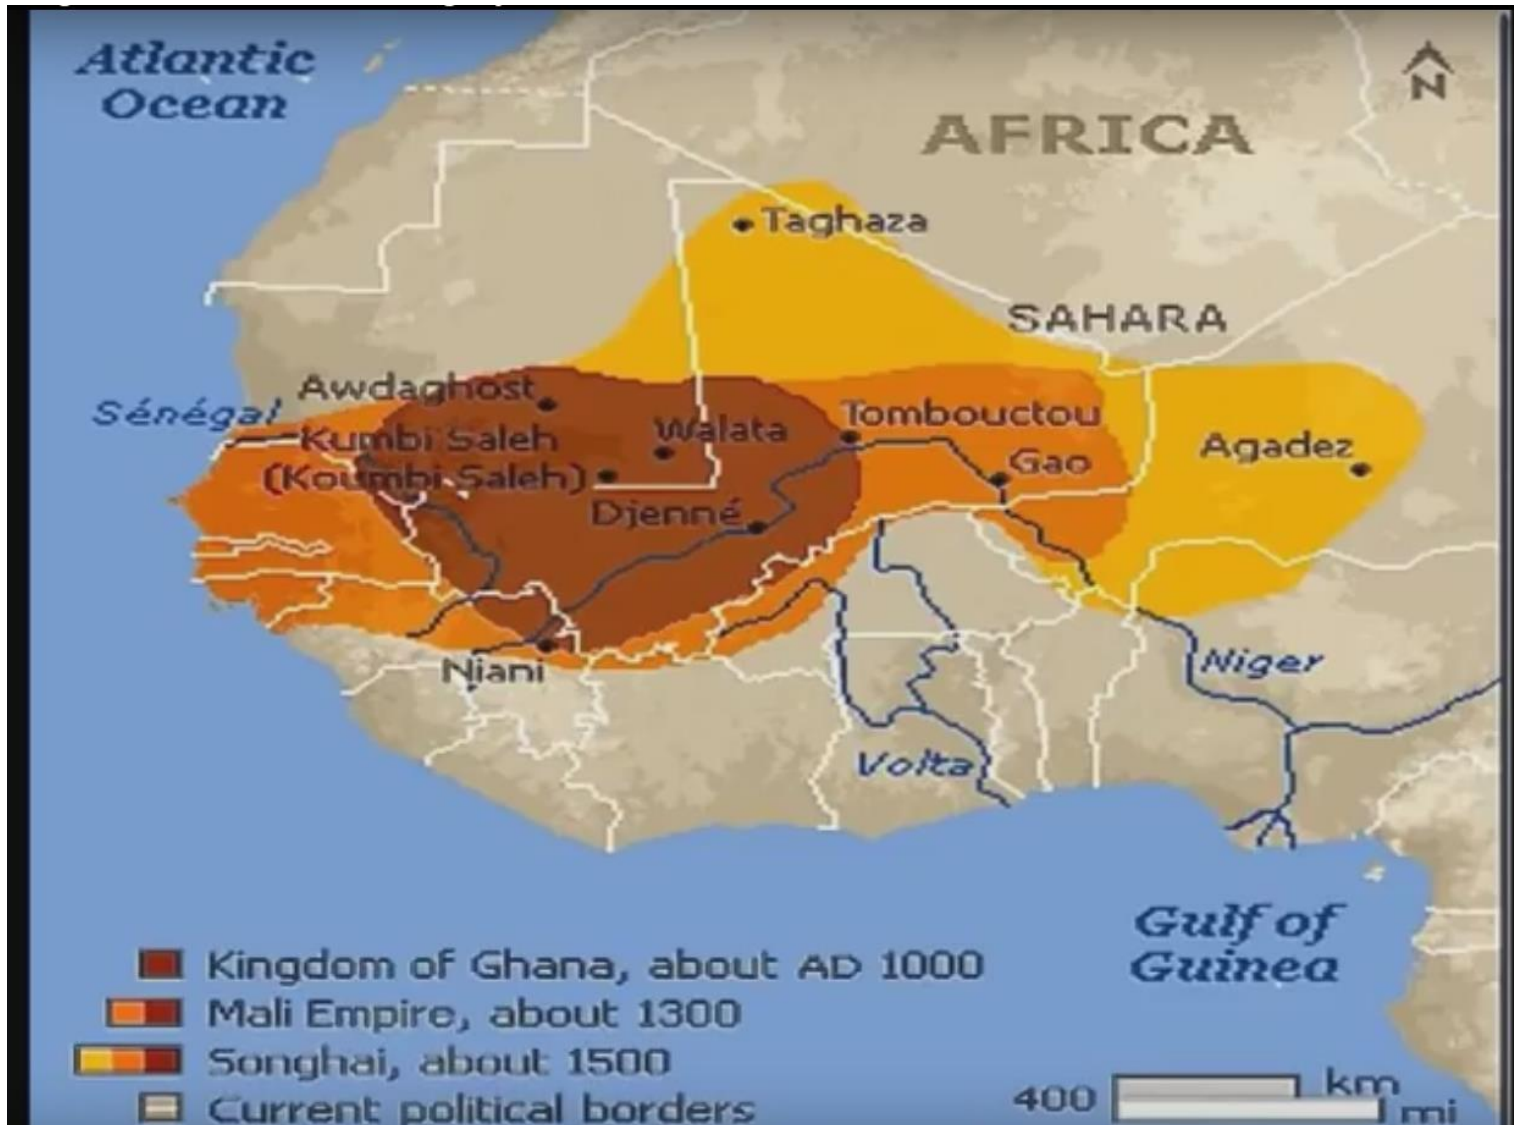 Atlantic
Ocean
N
AFRICA
Taghaza
SAHARA
Awdaghost
Sénégal
Kumbi Saleh
(Koumbi Saleh)
Walata
Tombouctou
Agadez
Gao
Djenné
Niani
Niger
Volta
Gulf of
Guinea
Kingdom of Ghana, about AD 1000
Mali Empire, about 1300
Songhai, about 1500
Current political borders
400 km
mi